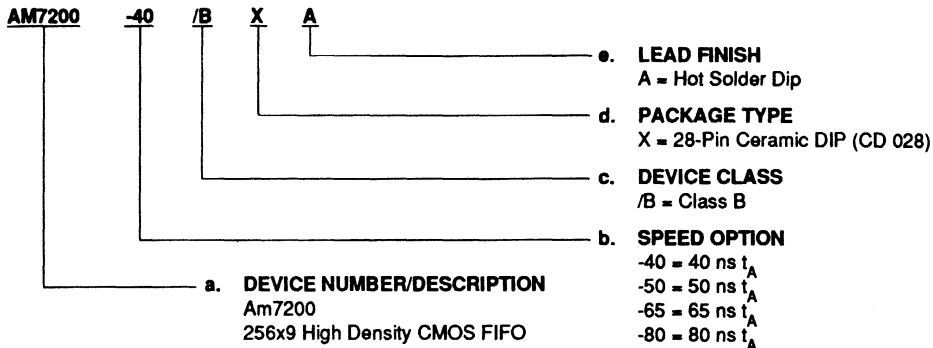 AM7200 -40 /B X A
e. LEAD FINISH
A = Hot Solder Dip
d. PACKAGE TYPE
X = 28-Pin Ceramic DIP (CD 028)
c. DEVICE CLASS
/B = Class B
b. SPEED OPTION
-40 = 40 ns tA
-50 = 50 ns tA
-65 = 65 ns tA
-80 = 80 ns tA
a. DEVICE NUMBER/DESCRIPTION
Am7200
256x9 High Density CMOS FIFO